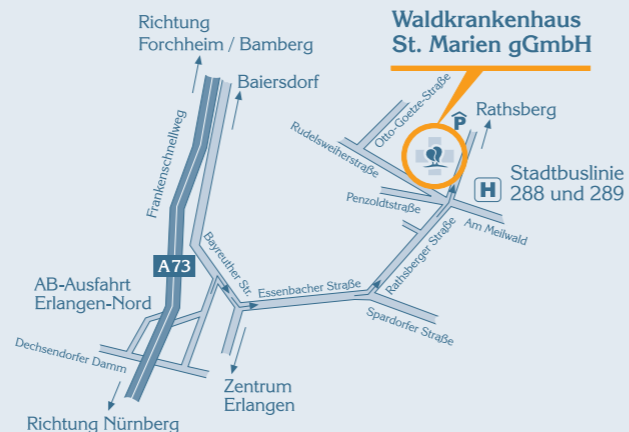 Richtung
Forchheim / Bamberg
Waldkrankenhaus
St. Marien gGmbH
Baiersdorf
Otto-Goetze-Straße
P
Rathsberg
Frankenschnellweg
Rudelsweiherstraße
H
Stadtbuslinie
288 und 289
Penzoldtstraße
Am Meilwald
Bayreuther Str.
Rathsberger Straße
A73
AB-Ausfahrt
Erlangen-Nord
Essenbacher Straße
Spardorfer Straße
Dechsendorfer Damm
Zentrum
Erlangen
Richtung Nürnberg